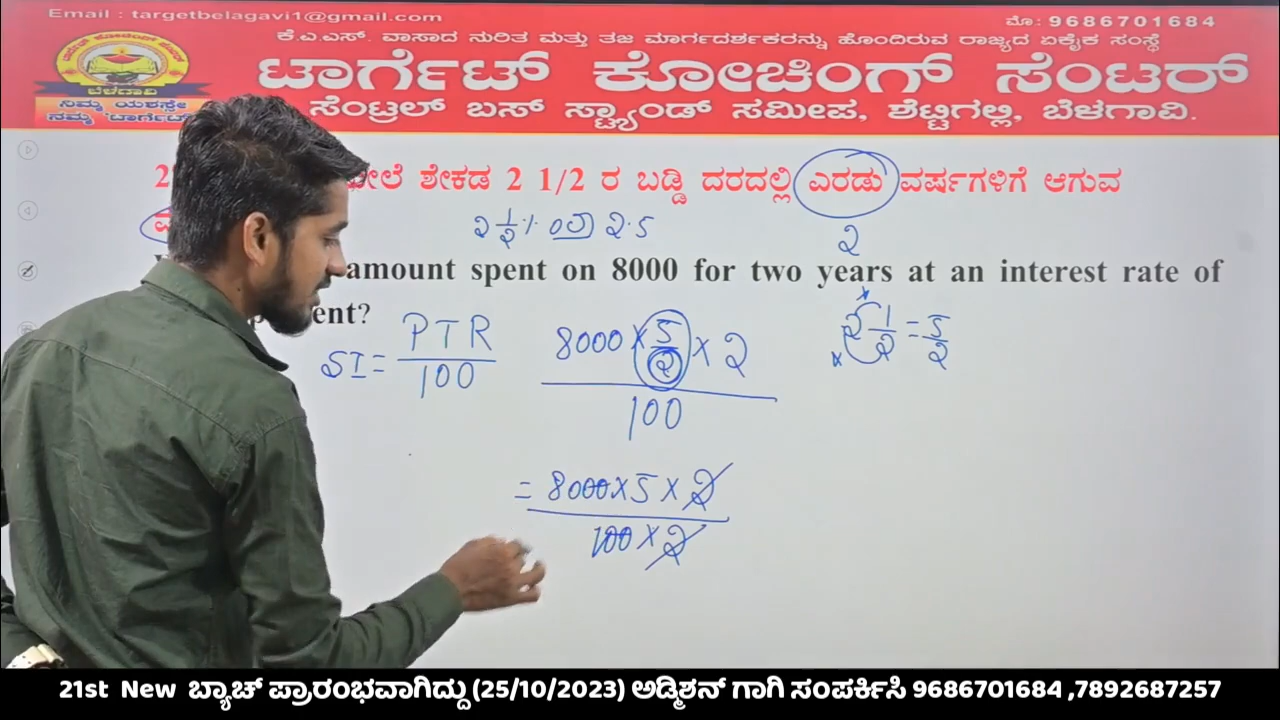 Email : targetbelagavi1@gmail.com
ಮೊ: 9686701684
ಕೆ.ಎ.ಎಸ್. ವಾಸಾದ ನುರಿತ ಮತ್ತು ತಜ್ಞ ಮಾರ್ಗದರ್ಶಕರನ್ನು ಹೊಂದಿರುವ ರಾಜ್ಯದ ಏಕೈಕ ಸಂಸ್ಥೆ
ಟಾರ್ಗೆಟ್ ಕೋಚಿಂಗ್ ಸೆಂಟರ್
ಸೆಂಟ್ರಲ್ ಬಸ್ ಸ್ಟ್ಯಾಂಡ್ ಸಮೀಪ, ಶೆಟ್ಟಿಗಲ್ಲಿ, ಬೆಳಗಾವಿ.
ಬೆಳಗಾವಿ
ನಿಮ್ಮ ಯಶಸ್ಸೇ
ನಮ್ಮ ಟಾರ್ಗೆಟ್
ಶೇಕಡ 2 1/2 ರ ಬಡ್ಡಿ ದರದಲ್ಲಿ ಎರಡು ವರ್ಷಗಳಿಗೆ ಆಗುವ
2 1/2 % 2.5
2
amount spent on 8000 for two years at an interest rate of
SI = PTR/100
8000 × 5/2 × 2 / 100
2 1/2 = 5/2
= 8000 × 5 × 2 / 100 × 2
21st New ಬ್ಯಾಚ್ ಪ್ರಾರಂಭವಾಗಿದ್ದು (25/10/2023) ಅಡ್ಮಿಶನ್ ಗಾಗಿ ಸಂಪರ್ಕಿಸಿ 9686701684 ,7892687257